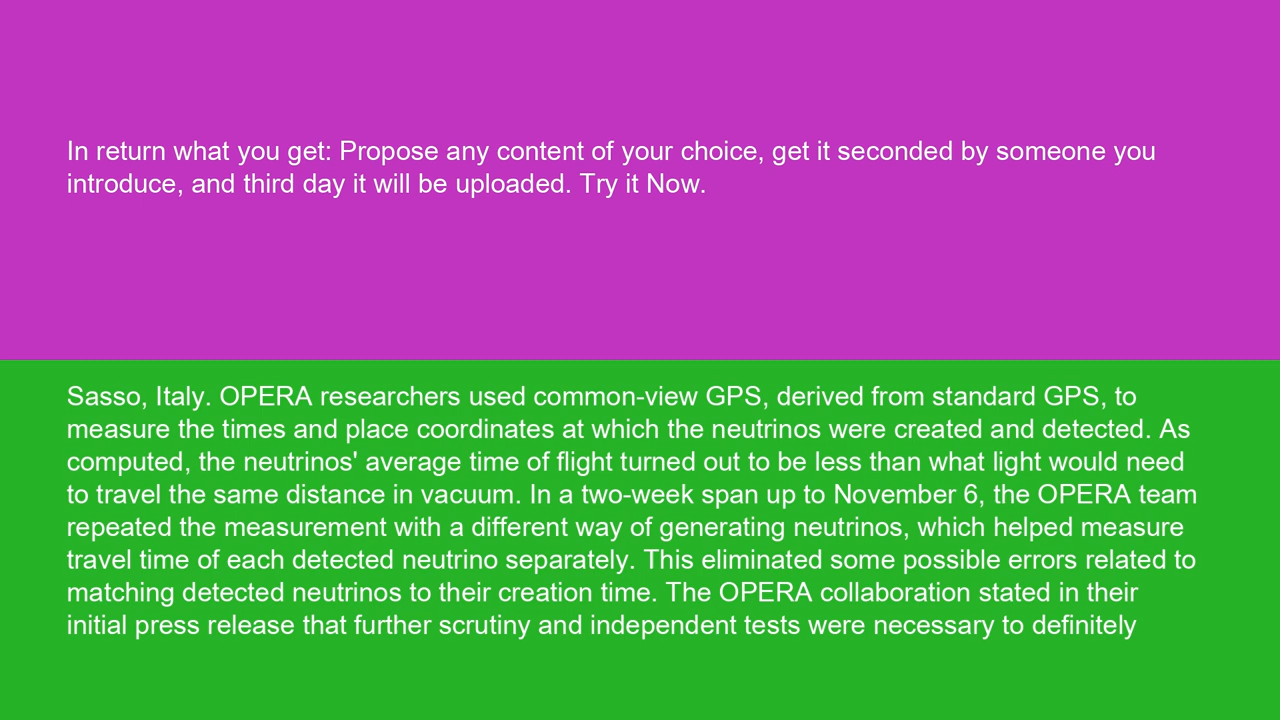 In return what you get: Propose any content of your choice, get it seconded by someone you
introduce, and third day it will be uploaded. Try it Now.
Sasso, Italy. OPERA researchers used common-view GPS, derived from standard GPS, to
measure the times and place coordinates at which the neutrinos were created and detected. As
computed, the neutrinos' average time of flight turned out to be less than what light would need
to travel the same distance in vacuum. In a two-week span up to November 6, the OPERA team
repeated the measurement with a different way of generating neutrinos, which helped measure
travel time of each detected neutrino separately. This eliminated some possible errors related to
matching detected neutrinos to their creation time. The OPERA collaboration stated in their
initial press release that further scrutiny and independent tests were necessary to definitely